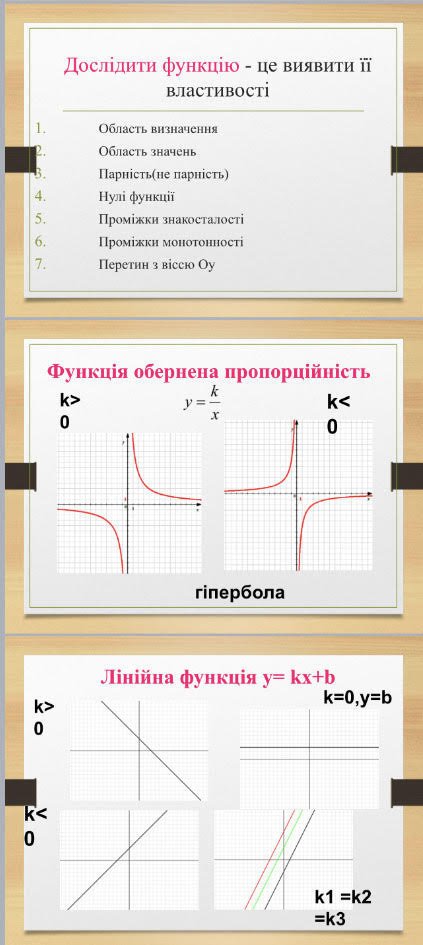 Дослідити функцію - це виявити її
властивості
1. Область визначення
2. Область значень
3. Парність(не парність)
4. Нулі функції
5. Проміжки знакосталості
6. Проміжки монотонності
7. Перетин з віссю Оу
Функція обернена пропорційність
k>
0
y = k/x
k<
0
гіпербола
Лінійна функція y= kx+b
k>
0
k=0,y=b
k<
0
k1 =k2
=k3